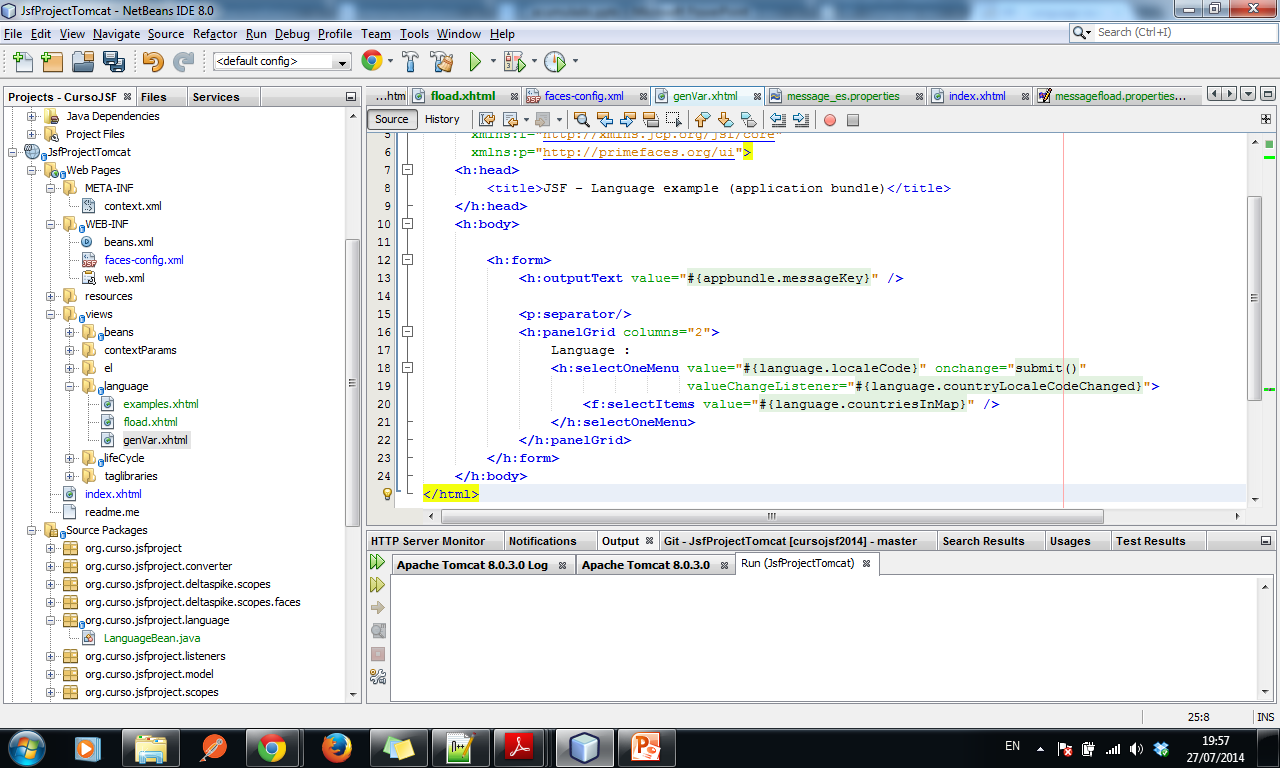 JsfProjectTomcat - NetBeans IDE 8.0
File Edit View Navigate Source Refactor Run Debug Profile Team Tools Window Help
Search (Ctrl+I)
<default config>
Projects - CursoJSF
Files
Services
Java Dependencies
Project Files
JsfProjectTomcat
Web Pages
META-INF
context.xml
WEB-INF
beans.xml
faces-config.xml
web.xml
resources
views
beans
contextParams
el
language
examples.xhtml
fload.xhtml
genVar.xhtml
lifeCycle
taglibraries
index.xhtml
readme.me
Source Packages
org.curso.jsfproject
org.curso.jsfproject.converter
org.curso.jsfproject.deltaspike.scopes
org.curso.jsfproject.deltaspike.scopes.faces
org.curso.jsfproject.language
LanguageBean.java
org.curso.jsfproject.listeners
org.curso.jsfproject.model
org.curso.jsfproject.scopes
...htm
fload.xhtml
faces-config.xml
genVar.xhtml
message_es.properties
index.xhtml
messagefload.properties...
Source
History
5 xmlns:f="http://xmlns.jcp.org/jsf/core"
6 xmlns:p="http://primefaces.org/ui">
7 <h:head>
8 <title>JSF - Language example (application bundle)</title>
9 </h:head>
10 <h:body>
11
12 <h:form>
13 <h:outputText value="#{appbundle.messageKey}" />
14
15 <p:separator/>
16 <h:panelGrid columns="2">
17 Language :
18 <h:selectOneMenu value="#{language.localeCode}" onchange="submit()"
19 valueChangeListener="#{language.countryLocaleCodeChanged}">
20 <f:selectItems value="#{language.countriesInMap}" />
21 </h:selectOneMenu>
22 </h:panelGrid>
23 </h:form>
24 </h:body>
</html>
HTTP Server Monitor
Notifications
Output
Git - JsfProjectTomcat [cursojsf2014] - master
Search Results
Usages
Test Results
Apache Tomcat 8.0.3.0 Log
Apache Tomcat 8.0.3.0
Run (JsfProjectTomcat)
25:8
INS
EN
19:57
27/07/2014